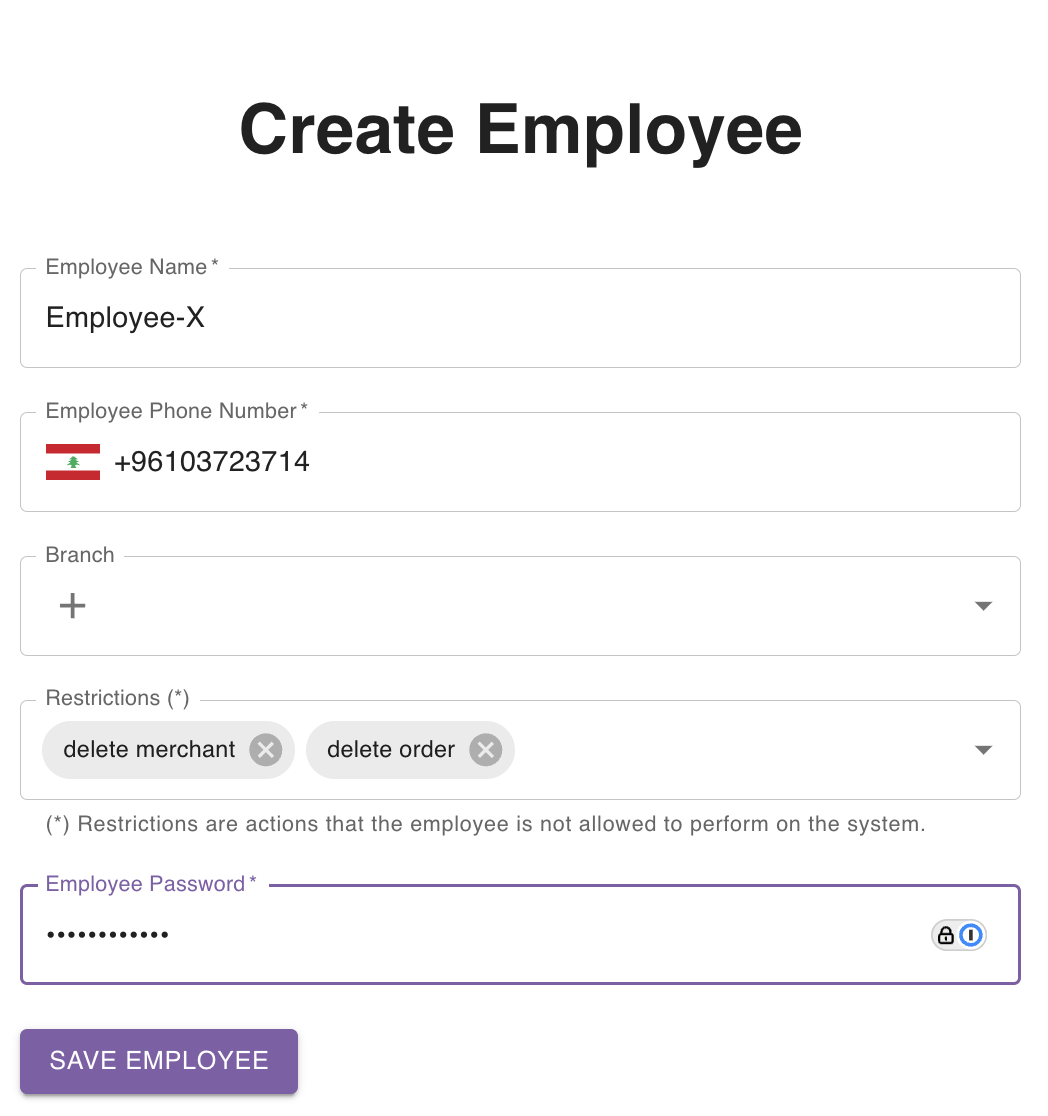 Create Employee
Employee Name *
Employee-X
Employee Phone Number *
+96103723714
Branch
+
Restrictions (*)
delete merchant delete order
(*) Restrictions are actions that the employee is not allowed to perform on the system.
Employee Password *
••••••••••••
SAVE EMPLOYEE